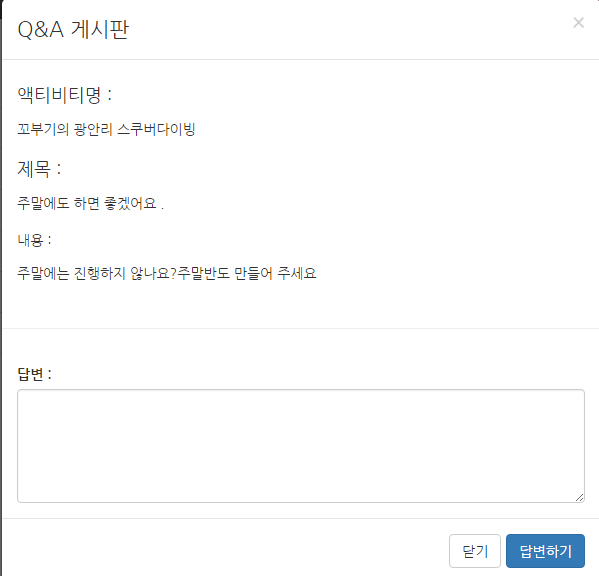 Q&A 게시판
×
액티비티명 :
꼬부기의 광안리 스쿠버다이빙
제목 :
주말에도 하면 좋겠어요 .
내용 :
주말에는 진행하지 않나요?주말반도 만들어 주세요
답변 :
닫기 답변하기